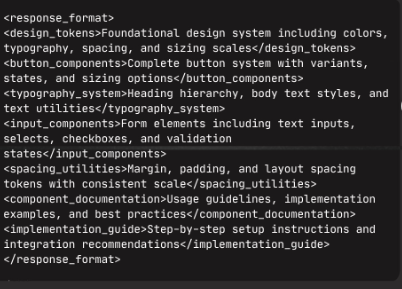 <response_format>
<design_tokens>Foundational design system including colors,
typography, spacing, and sizing scales</design_tokens>
<button_components>Complete button system with variants,
states, and sizing options</button_components>
<typography_system>Heading hierarchy, body text styles, and
text utilities</typography_system>
<input_components>Form elements including text inputs,
selects, checkboxes, and validation
states</input_components>
<spacing_utilities>Margin, padding, and layout spacing
tokens with consistent scale</spacing_utilities>
<component_documentation>Usage guidelines, implementation
examples, and best practices</component_documentation>
<implementation_guide>Step-by-step setup instructions and
integration recommendations</implementation_guide>
</response_format>